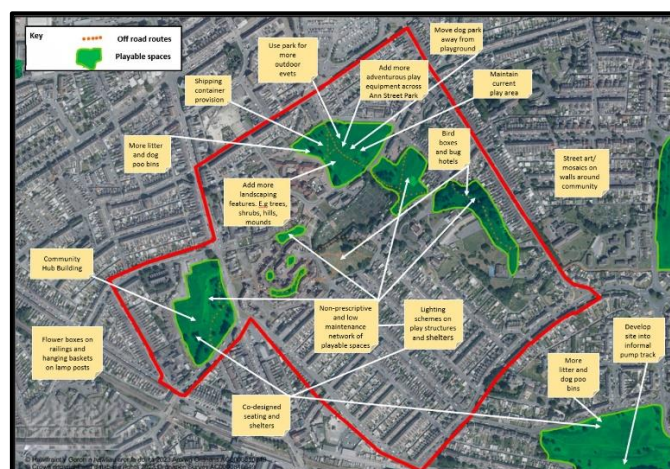 Key
Off road routes
Playable spaces
Use park for
more
outdoor
evets
Move dog park
away from
playground
Add more
adventurous play
equipment across
Ann Street Park
Maintain
current
play area
Shipping
container
provision
More litter
and dog
poo bins
Bird
boxes
and bug
hotels
Street art/
mosaics on
walls around
community
Add more
landscaping
features. E.g trees,
shrubs, hills,
mounds
Community
Hub Building
Flower boxes on
railings and
hanging baskets
on lamp posts
Non-prescriptive
and low
maintenance
network of
playable spaces
Lighting
schemes on
play structures
and shelters
Develop
site into
informal
pump track
More
litter and
dog poo
bins
Co-designed
seating and
shelters